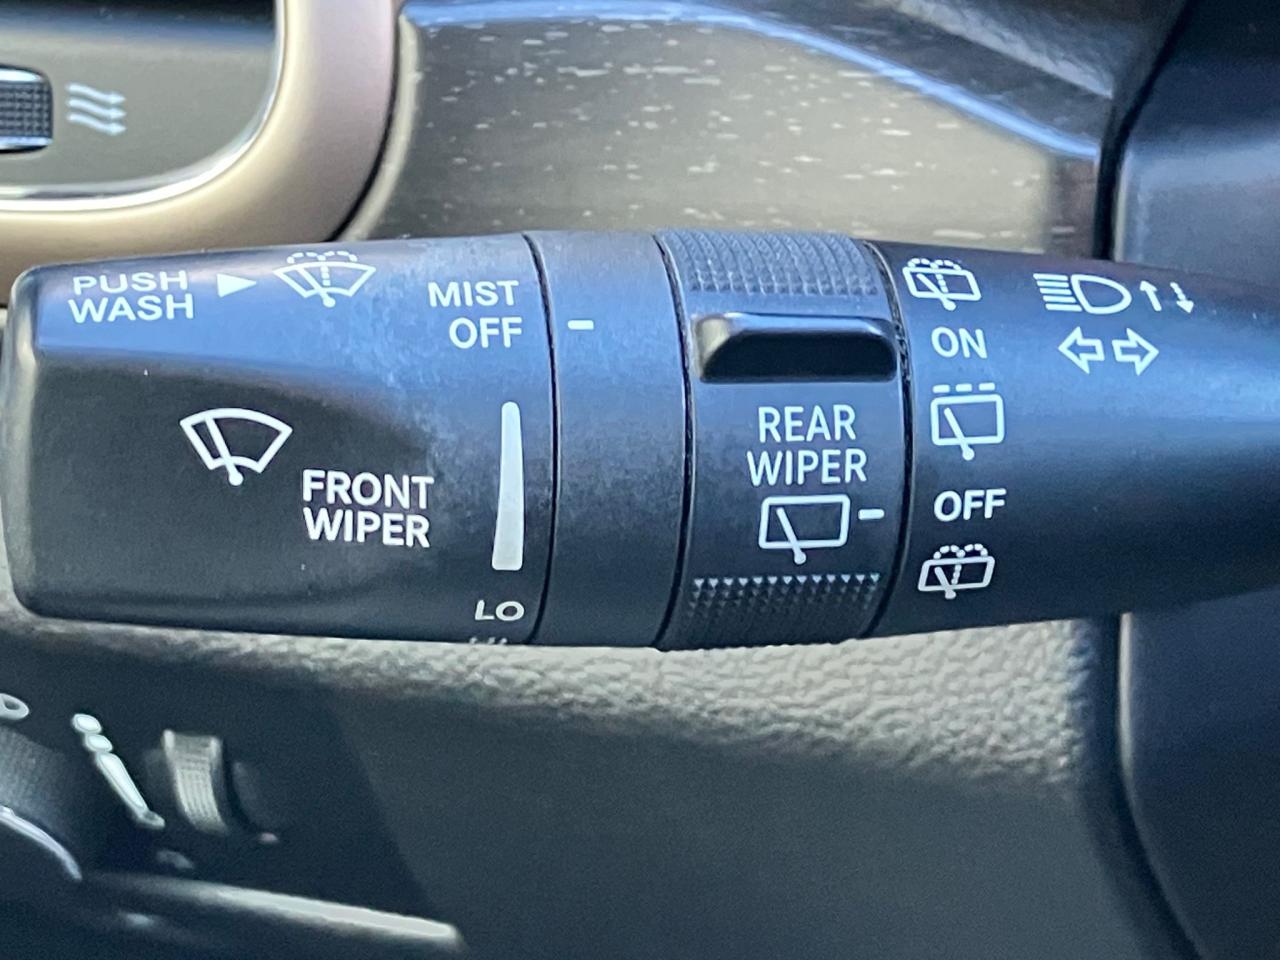 PUSH
WASH
MIST
OFF
FRONT
WIPER
LO
REAR
WIPER
ON
OFF